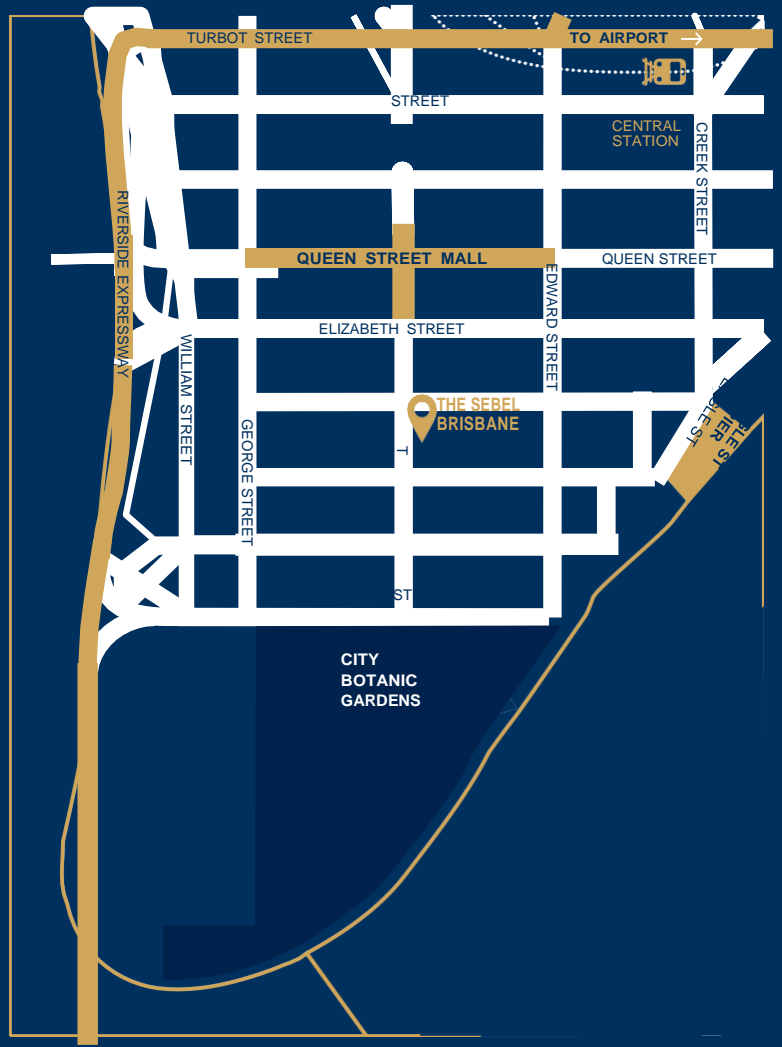 TURBOT STREET
TO AIRPORT
STREET
CENTRAL
STATION
CREEK STREET
RIVERSIDE EXPRESSWAY
QUEEN STREET MALL
QUEEN STREET
EDWARD STREET
ELIZABETH STREET
WILLIAM STREET
THE SEBEL
BRISBANE
GEORGE STREET
T
ST
CITY
BOTANIC
GARDENS